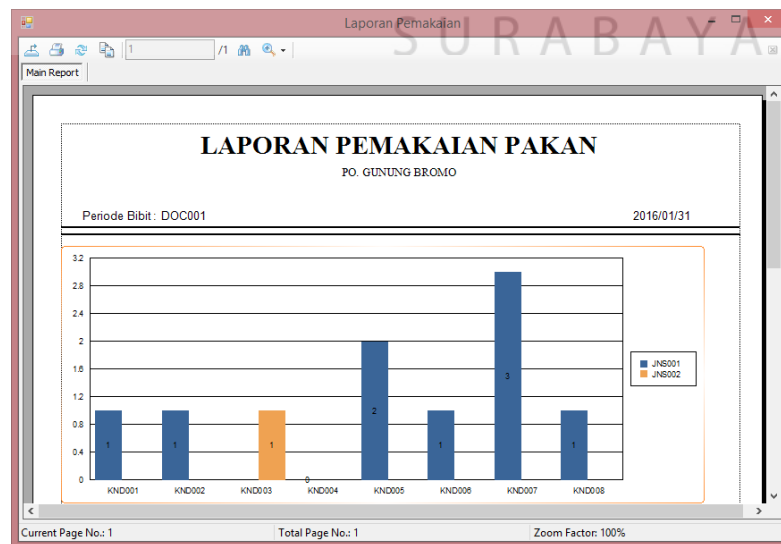 Laporan Pemakaian
SURABAYA
1 /1
Main Report
LAPORAN PEMAKAIAN PAKAN
PO. GUNUNG BROMO
Periode Bibit : DOC001 2016/01/31
3.2
2.8
2.4
2
1.6
1.2
0.8
0.4
0
1 1 1 0 2 1 3 1
KND001 KND002 KND003 KND004 KND005 KND006 KND007 KND008
JNS001
JNS002
Current Page No.: 1 Total Page No.: 1 Zoom Factor: 100%